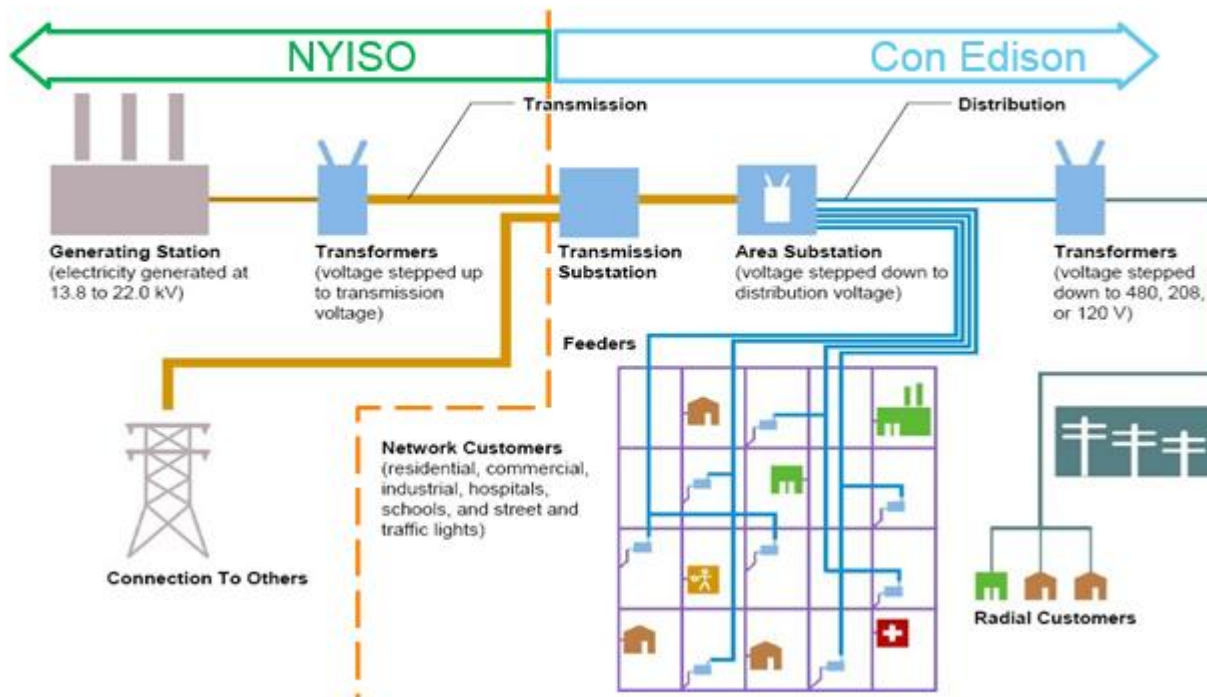 NYISO
Con Edison
Transmission
Distribution
Generating Station
(electricity generated at
13.8 to 22.0 kV)
Transformers
(voltage stepped up
to transmission
voltage)
Transmission
Substation
Area Substation
(voltage stepped down to
distribution voltage)
Transformers
(voltage stepped
down to 480, 208,
or 120 V)
Feeders
Network Customers
(residential, commercial,
industrial, hospitals,
schools, and street and
traffic lights)
Connection To Others
Radial Customers